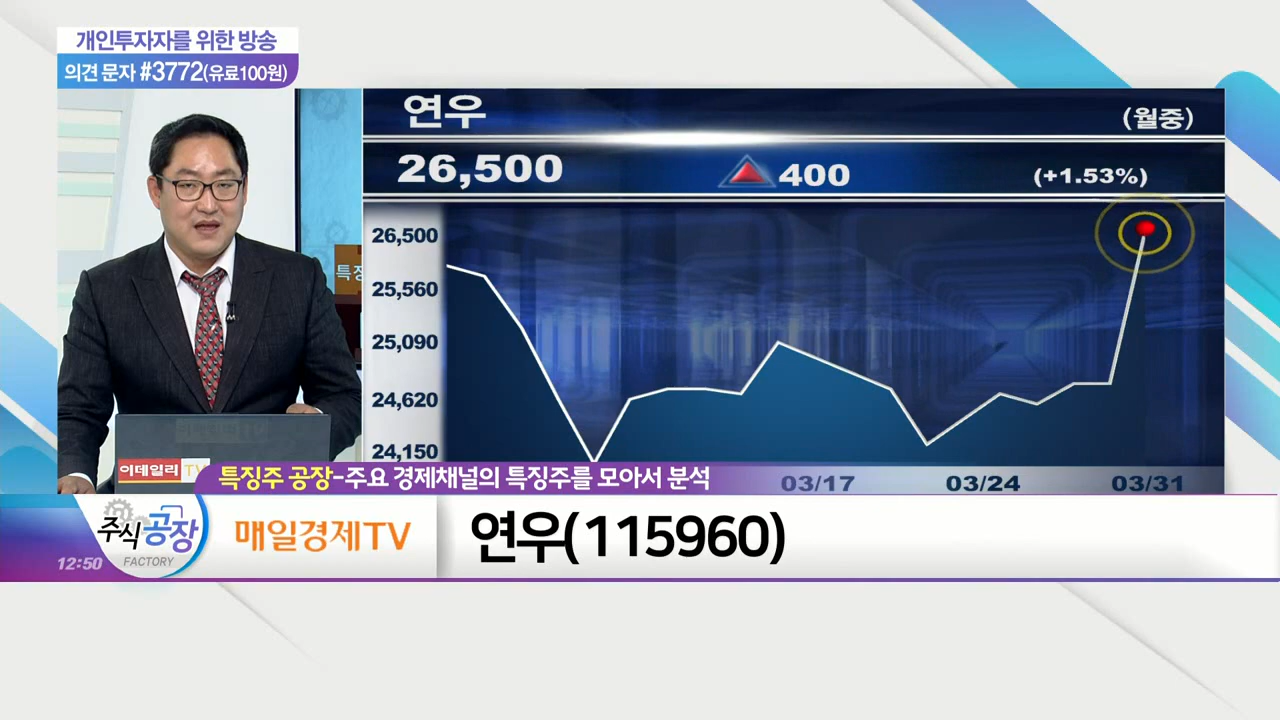 개인투자자를 위한 방송
의견 문자 #3772(유료100원)
연우
(월중)
26,500
400
(+1.53%)
26,500
25,560
25,090
24,620
24,150
03/17
03/24
03/31
특징
이데일리 TV
특징주 공장-주요 경제채널의 특징주를 모아서 분석
12:50
주식공장
FACTORY
매일경제TV
연우(115960)